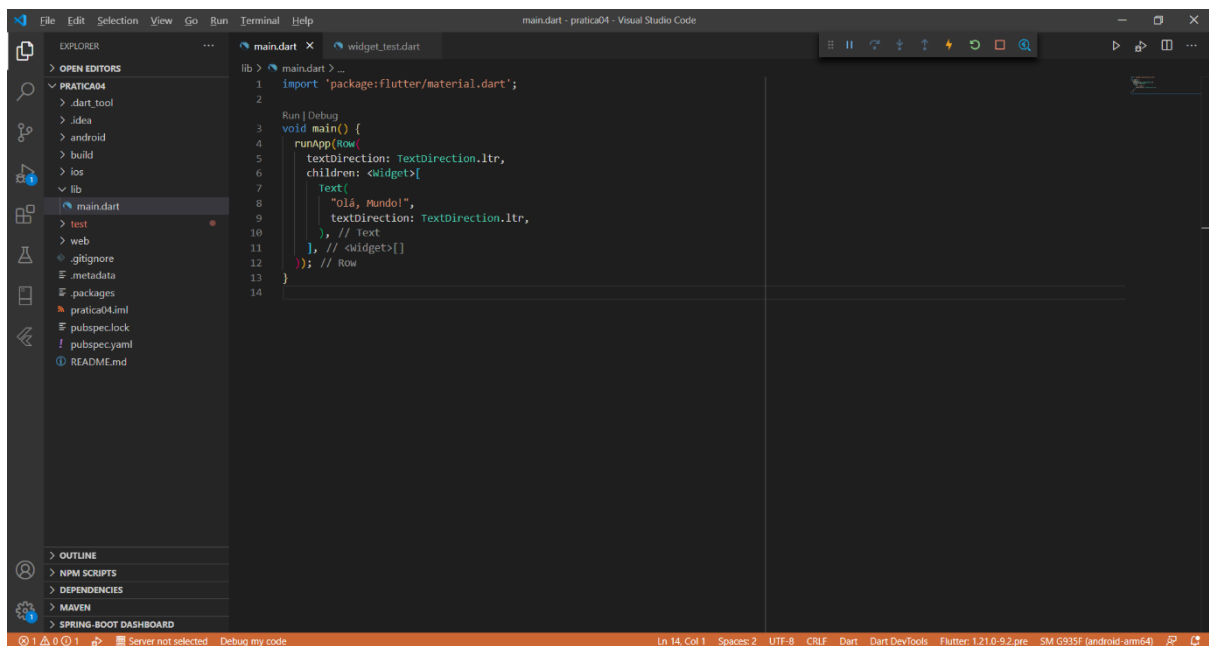 File Edit Selection View Go Run Terminal Help
main.dart - pratica04 - Visual Studio Code
EXPLORER
OPEN EDITORS
PRATICA04
.dart_tool
.idea
android
build
ios
lib
main.dart
test
web
.gitignore
.metadata
.packages
pratica04.iml
pubspec.lock
pubspec.yaml
README.md
OUTLINE
NPM SCRIPTS
DEPENDENCIES
MAVEN
SPRING-BOOT DASHBOARD
1
1
main.dart widget_test.dart
lib > main.dart > ...
1 import 'package:flutter/material.dart';
2
Run | Debug
3 void main() {
4 runApp(Row(
5 textDirection: TextDirection.ltr,
6 children: <Widget>[
7 Text(
8 "Olá, Mundo!",
9 textDirection: TextDirection.ltr,
10 ), // Text
11 ], // <Widget>[]
12 )); // Row
13 }
14
1 0 1 Server not selected Debug my code
Ln 14, Col 1 Spaces: 2 UTF-8 CRLF Dart Dart DevTools Flutter: 1.21.0-9.2.pre SM G935F (android-arm64)